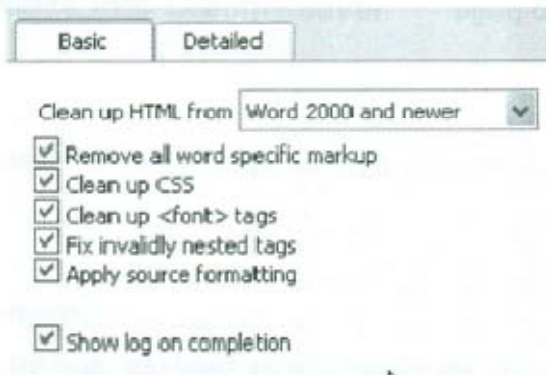 Basic Detailed
Clean up HTML from Word 2000 and newer
Remove all word specific markup
Clean up CSS
Clean up <font> tags
Fix invalidly nested tags
Apply source formatting
Show log on completion